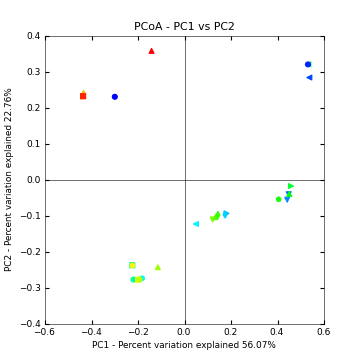 PCoA - PC1 vs PC2
PC2 - Percent variation explained 22.76%
0.4
0.3
0.2
0.1
0.0
−0.1
−0.2
−0.3
−0.4
−0.6 −0.4 −0.2 0.0 0.2 0.4 0.6
PC1 - Percent variation explained 56.07%